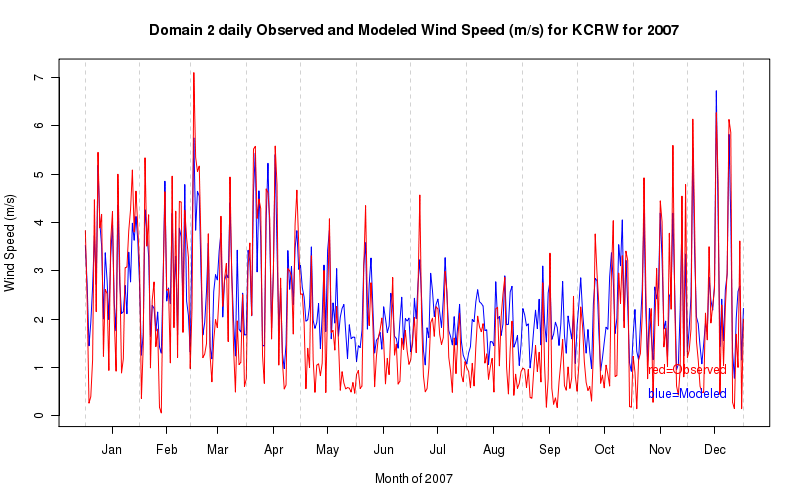 Domain 2 daily Observed and Modeled Wind Speed (m/s) for KCRW for 2007
Wind Speed (m/s)
7
6
5
4
3
2
1
0
red=Observed
blue=Modeled
Jan Feb Mar Apr May Jun Jul Aug Sep Oct Nov Dec
Month of 2007